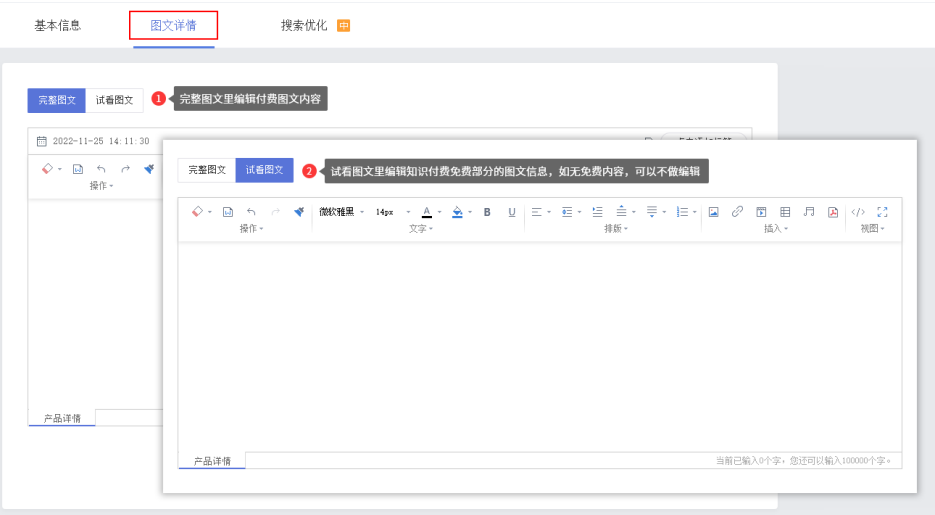 基本信息
图文详情
搜索优化 中
完整图文 试看图文 1 完整图文里编辑付费图文内容
2022-11-25 14:11:30
操作
产品详情
完整图文 试看图文 2 试看图文里编辑知识付费免费部分的图文信息，如无免费内容，可以不做编辑
微软雅黑 14px A B U
操作 文字 排版 插入 视图
产品详情 当前已输入0个字，您还可以输入100000个字。